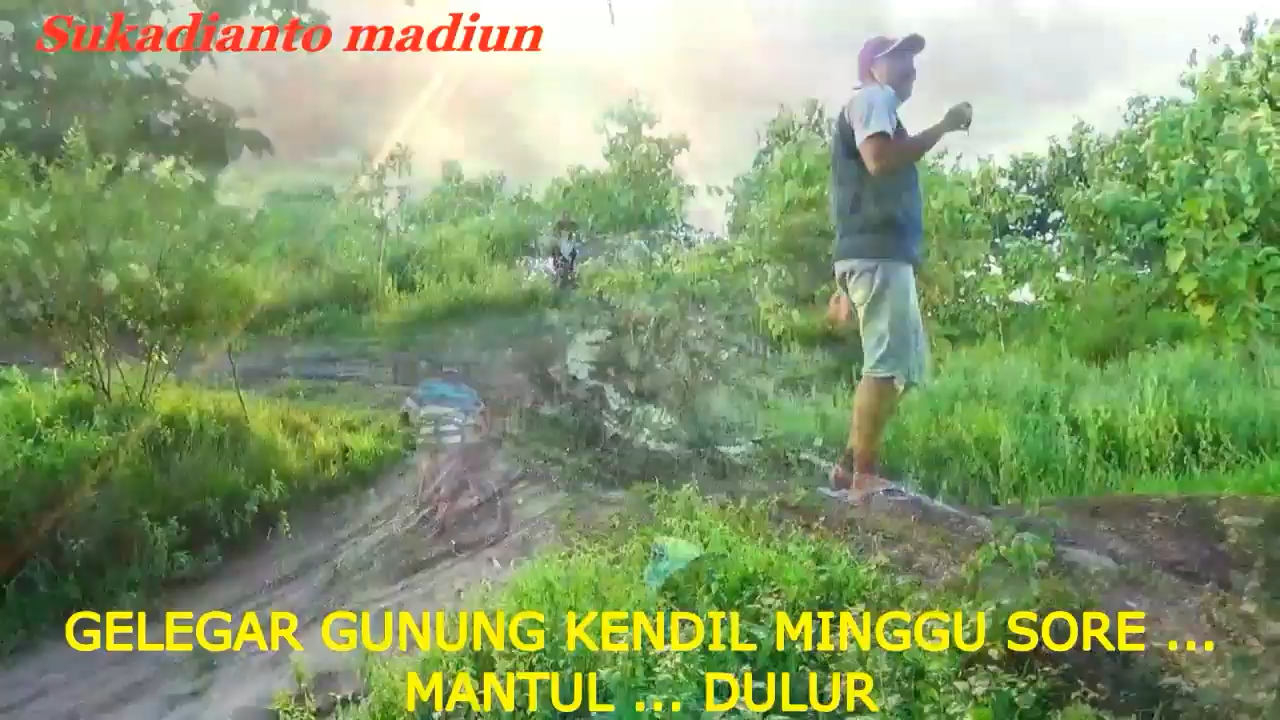 Sukadianto madiun
GELEGAR GUNUNG KENDIL MINGGU SORE ...
MANTUL ... DULUR